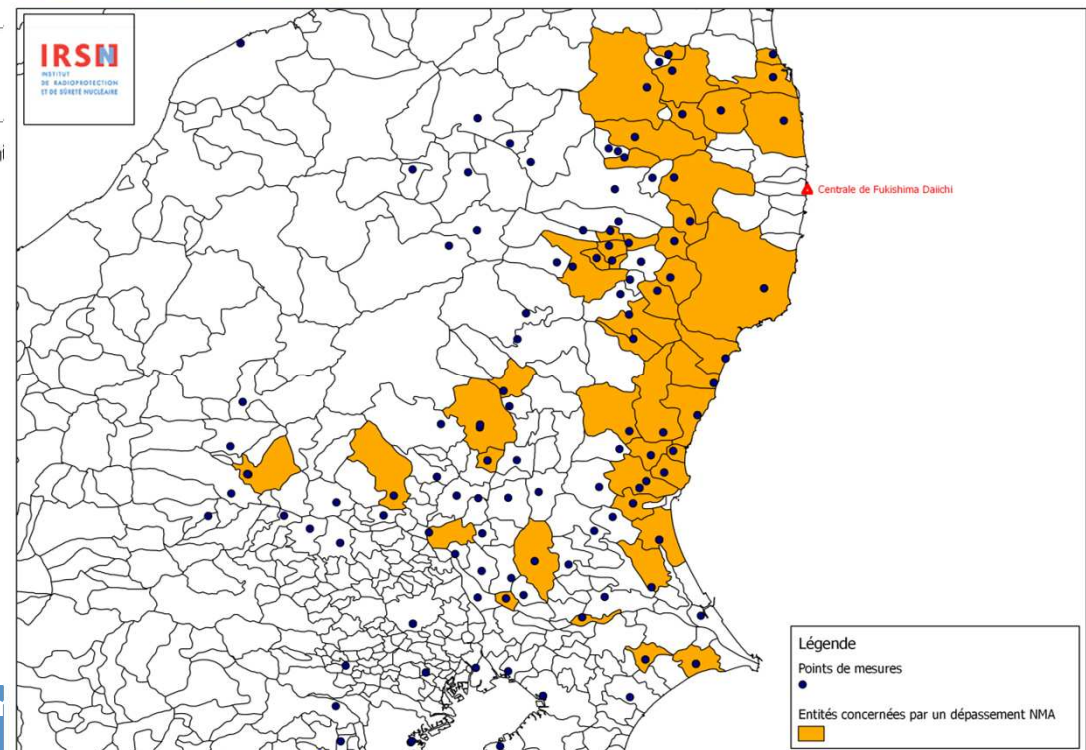 IRSN
INSTITUT
DE RADIOPROTECTION
ET DE SÛRETÉ NUCLÉAIRE
Centrale de Fukishima Daiichi
Légende
Points de mesures
Entités concernées par un dépassement NMA